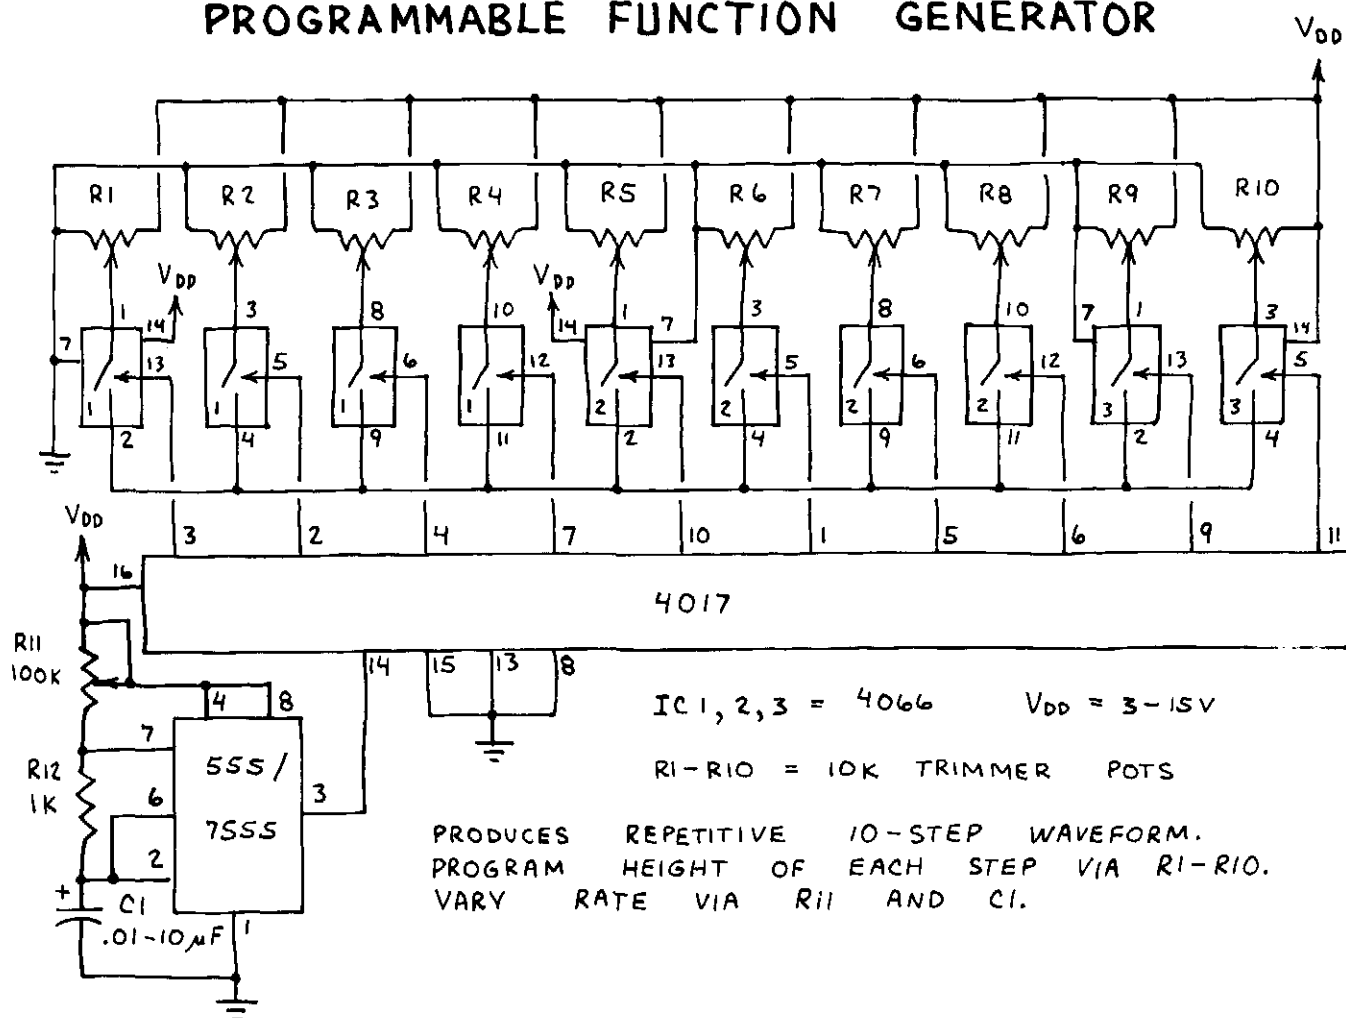 PROGRAMMABLE FUNCTION GENERATOR
VDD
R1 R2 R3 R4 R5 R6 R7 R8 R9 R10
VDD VDD
1 3 8 10 1 3 8 10 1 3
14 14 7 7 14
7 13 5 6 12 13 5 6 12 13 5
1 1 1 1 2 2 2 2 3 3
2 4 9 11 2 4 9 11 2 4
VDD
3 2 4 7 10 1 5 6 9 11
16
4017
R11
100K
14 15 13 8
4 8
IC 1, 2, 3 = 4066 VDD = 3-15V
7
555/
R12
1K
R1-R10 = 10K TRIMMER POTS
6
3
7555
PRODUCES REPETITIVE 10-STEP WAVEFORM.
2
PROGRAM HEIGHT OF EACH STEP VIA R1-R10.
+
C1
VARY RATE VIA R11 AND C1.
.01-10µF
1